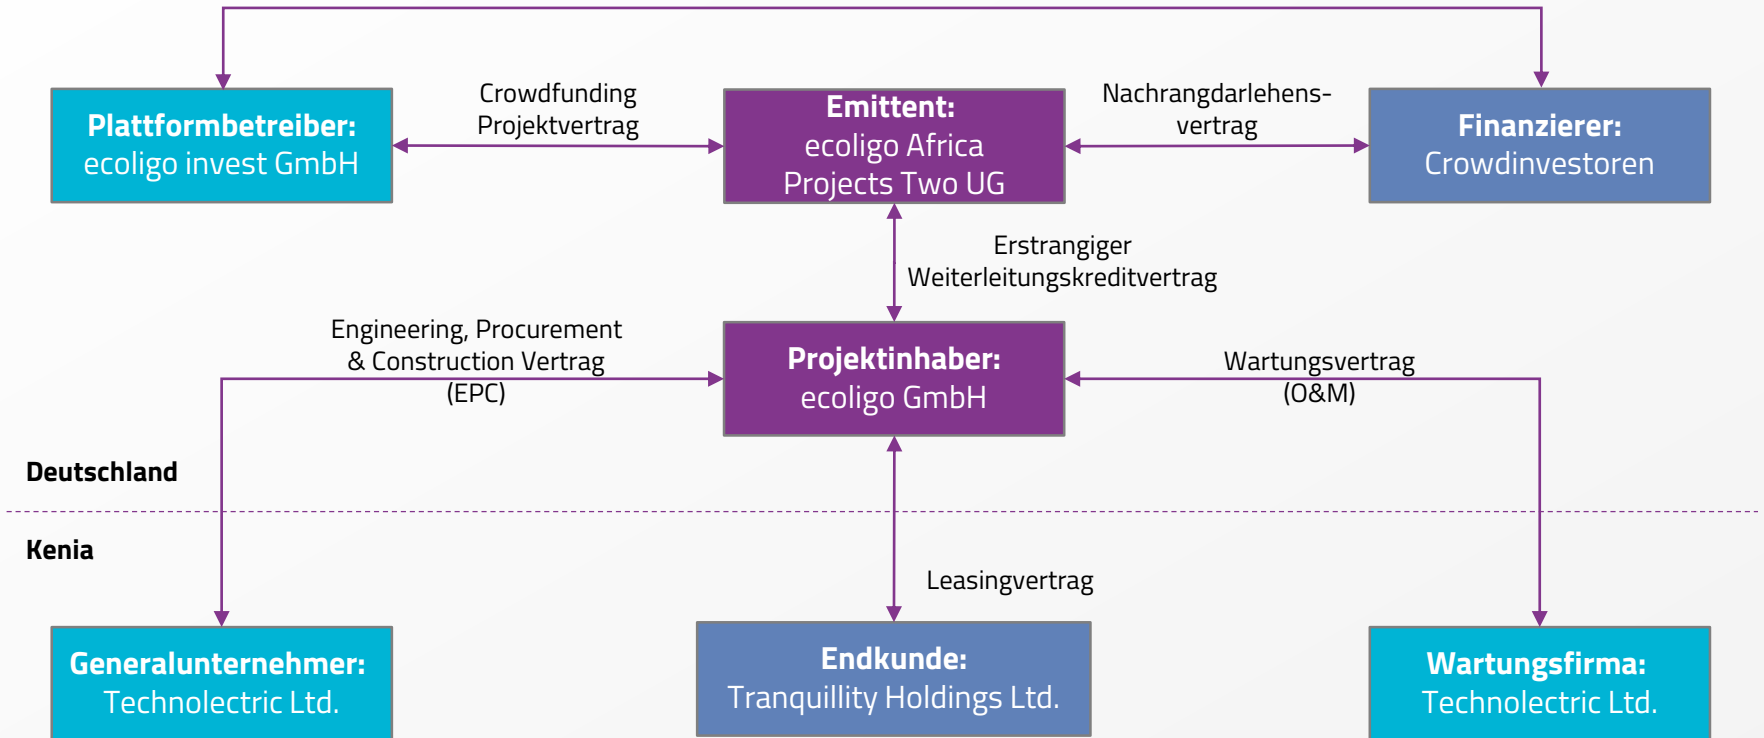 Crowdfunding
Projektvertrag
Nachrangdarlehens-
vertrag
Plattformbetreiber:
ecoligo invest GmbH
Emittent:
ecoligo Africa
Projects Two UG
Finanzierer:
Crowdinvestoren
Erstrangiger
Weiterleitungskreditvertrag
Engineering, Procurement
& Construction Vertrag
(EPC)
Projektinhaber:
ecoligo GmbH
Wartungsvertrag
(O&M)
Deutschland
Kenia
Leasingvertrag
Generalunternehmer:
Technolectric Ltd.
Endkunde:
Tranquillity Holdings Ltd.
Wartungsfirma:
Technolectric Ltd.